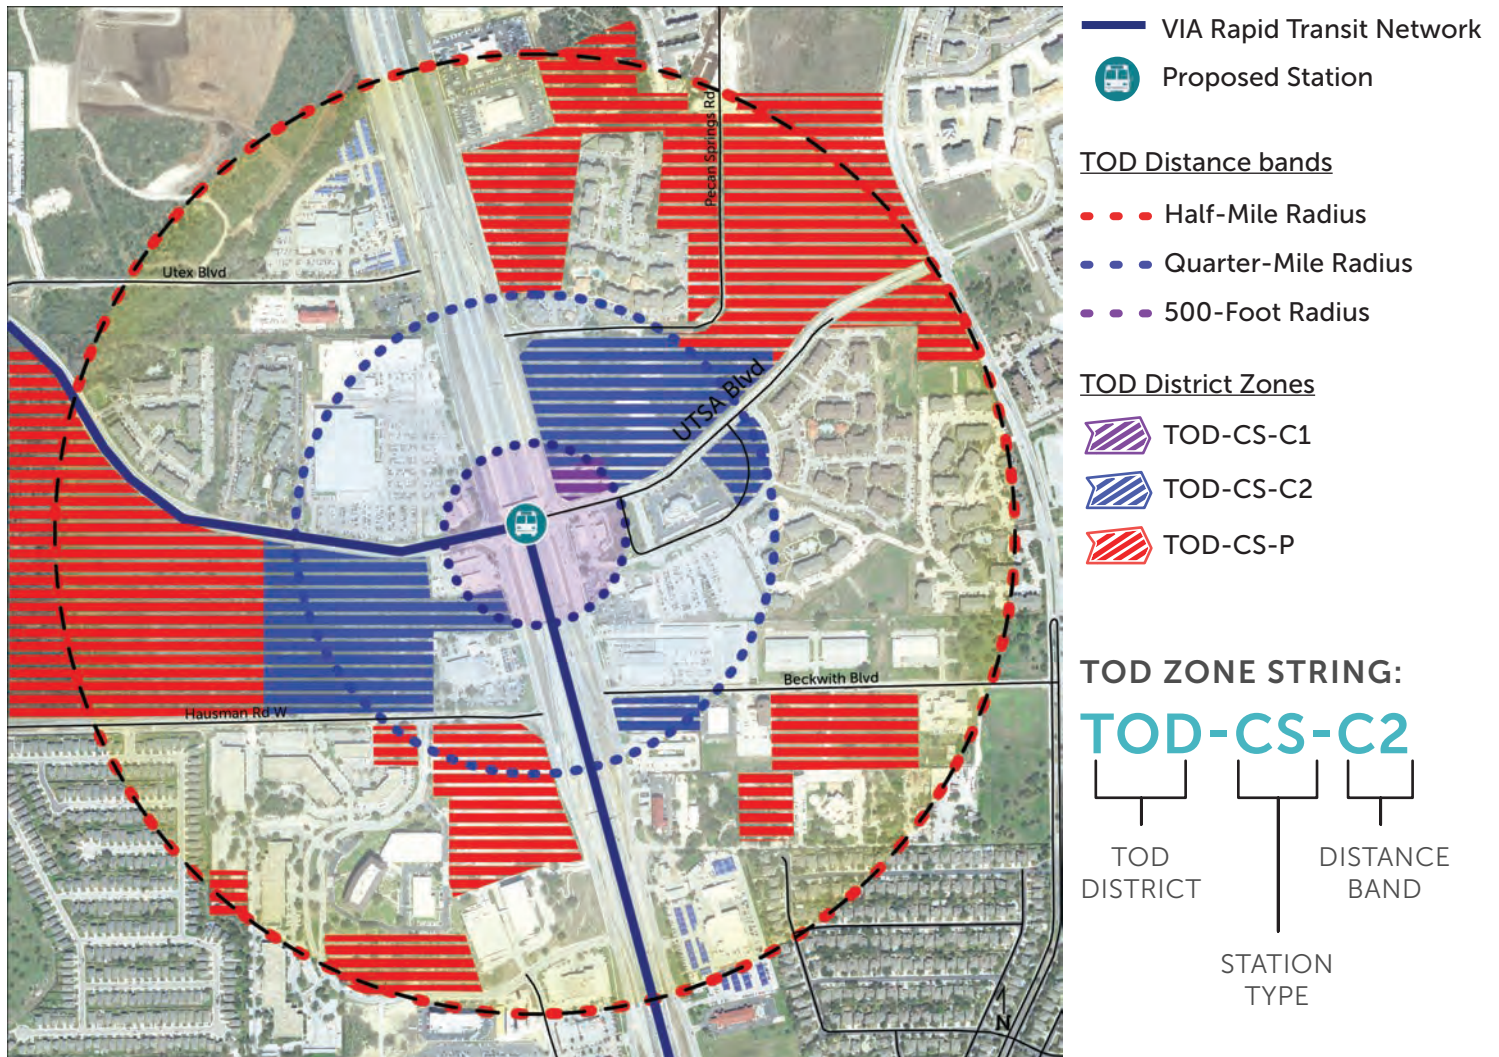 Pecan Springs Rd
Utex Blvd
UTSA Blvd
Beckwith Blvd
Hausman Rd W
N
VIA Rapid Transit Network
Proposed Station
TOD Distance bands
Half-Mile Radius
Quarter-Mile Radius
500-Foot Radius
TOD District Zones
TOD-CS-C1
TOD-CS-C2
TOD-CS-P
TOD ZONE STRING:
TOD-CS-C2
TOD
DISTRICT
DISTANCE
BAND
STATION
TYPE